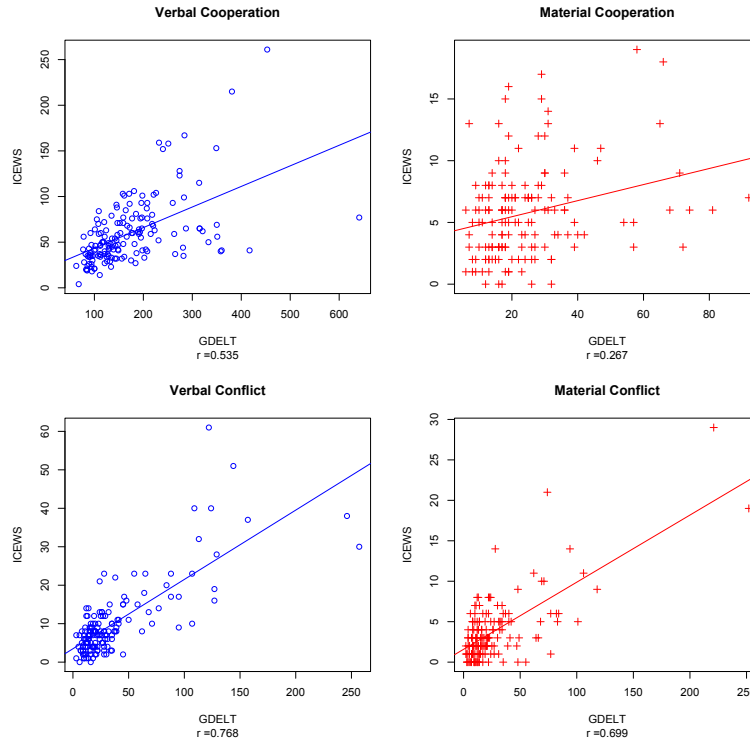 Verbal Cooperation
ICEWS
0 50 100 150 200 250
100 200 300 400 500 600
GDELT
r =0.535
Material Cooperation
ICEWS
0 5 10 15
20 40 60 80
GDELT
r =0.267
Verbal Conflict
ICEWS
0 10 20 30 40 50 60
0 50 100 150 200 250
GDELT
r =0.768
Material Conflict
ICEWS
0 5 10 15 20 25 30
0 50 100 150 200 250
GDELT
r =0.699